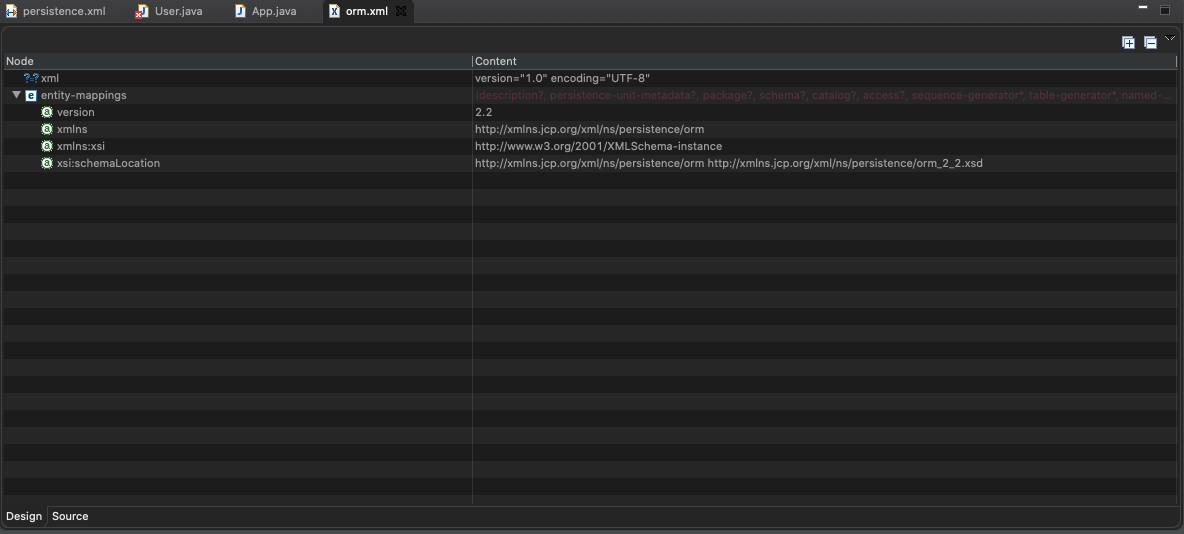 persistence.xml User.java App.java orm.xml
Node Content
?=? xml version="1.0" encoding="UTF-8"
e entity-mappings (description?, persistence-unit-metadata?, package?, schema?, catalog?, access?, sequence-generator*, table-generator*, named-...
a version 2.2
a xmlns http://xmlns.jcp.org/xml/ns/persistence/orm
a xmlns:xsi http://www.w3.org/2001/XMLSchema-instance
a xsi:schemaLocation http://xmlns.jcp.org/xml/ns/persistence/orm http://xmlns.jcp.org/xml/ns/persistence/orm_2_2.xsd
Design Source